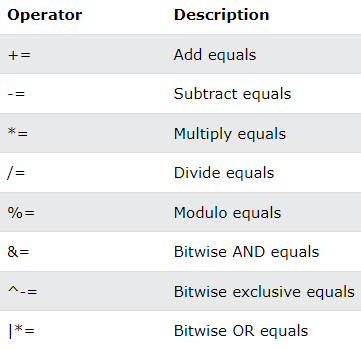 Operator Description
+= Add equals
-= Subtract equals
*= Multiply equals
/= Divide equals
%= Modulo equals
&= Bitwise AND equals
^-= Bitwise exclusive equals
|*= Bitwise OR equals